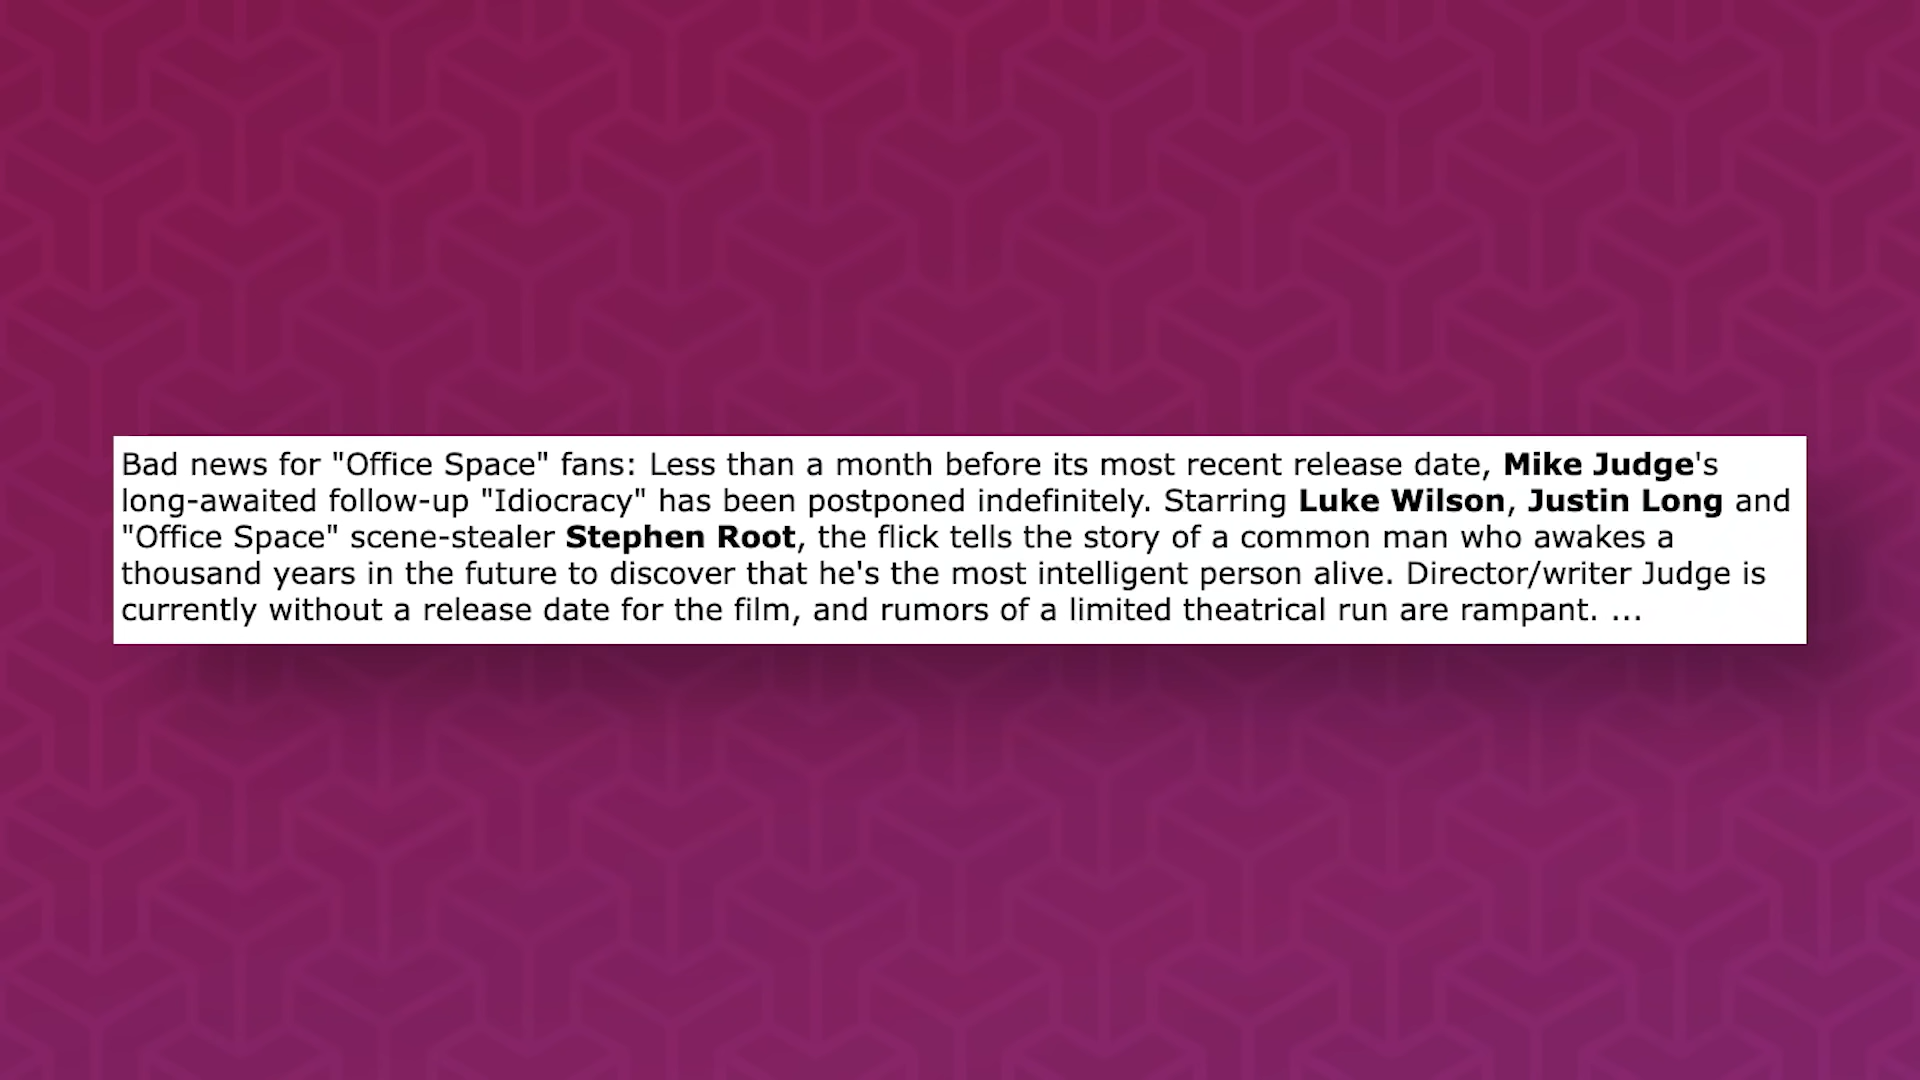 Bad news for "Office Space" fans: Less than a month before its most recent release date, Mike Judge's
long-awaited follow-up "Idiocracy" has been postponed indefinitely. Starring Luke Wilson, Justin Long and
"Office Space" scene-stealer Stephen Root, the flick tells the story of a common man who awakes a
thousand years in the future to discover that he's the most intelligent person alive. Director/writer Judge is
currently without a release date for the film, and rumors of a limited theatrical run are rampant. ...